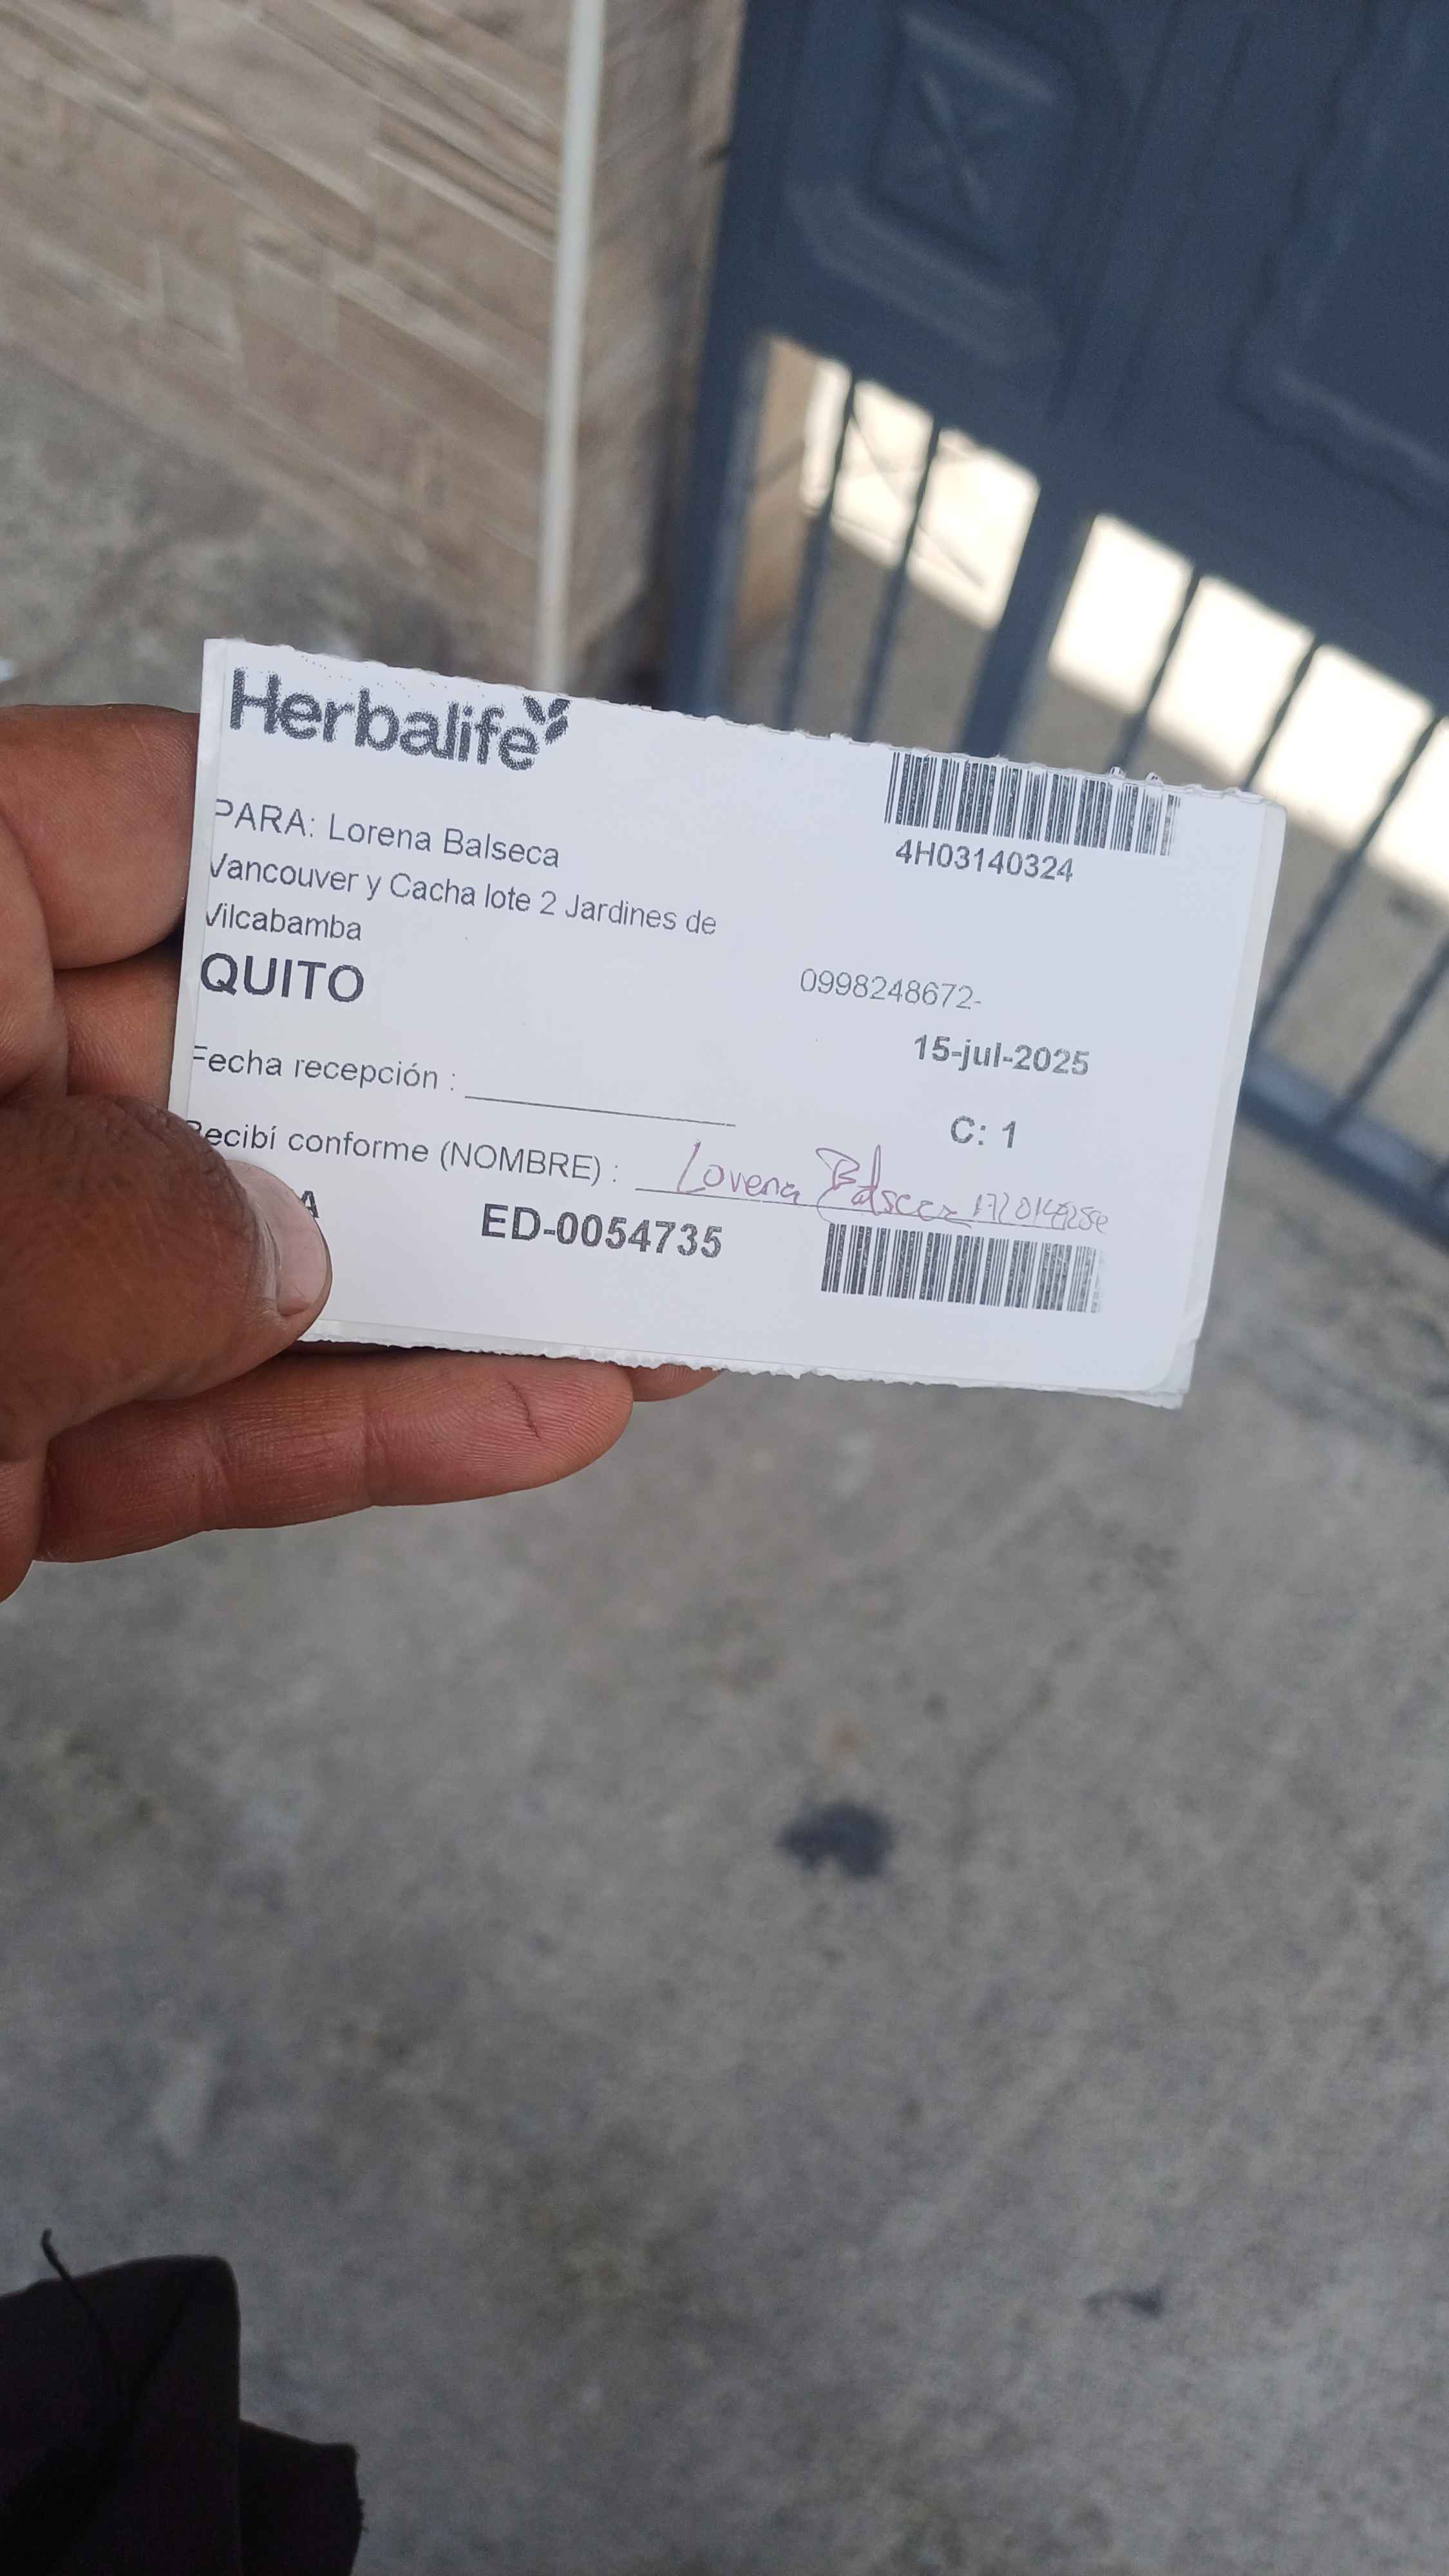 Herbalife
4H03140324
PARA: Lorena Balseca
Vancouver y Cacha lote 2 Jardines de
Vilcabamba
QUITO
0998248672-
15-jul-2025
Fecha recepción :
C: 1
Recibí conforme (NOMBRE) : Lorena Balseca
A ED-0054735